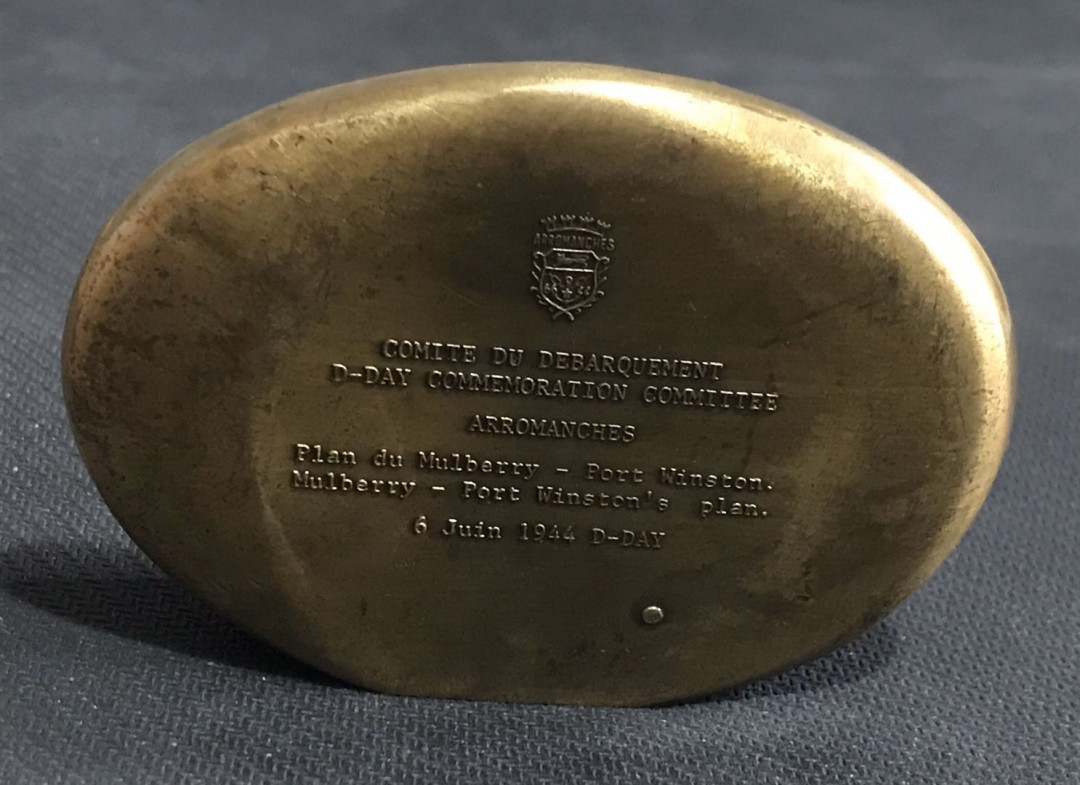 ARROMANCHES
COMITE DU DEBARQUEMENT
D-DAY COMMEMORATION COMMITTEE
ARROMANCHES
Plan du Mulberry - Port Winston.
Mulberry - Port Winston's plan.
6 Juin 1944 D-DAY